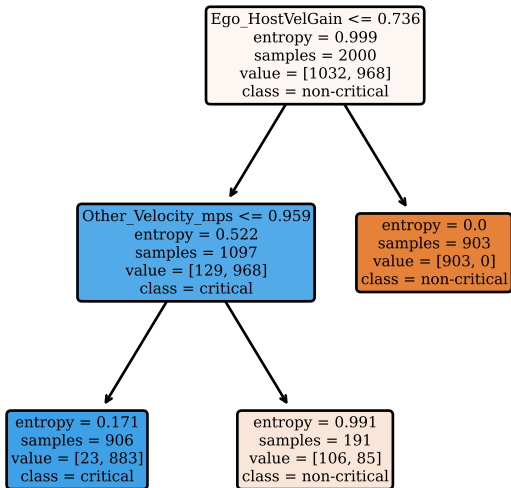 Ego_HostVelGain <= 0.736
entropy = 0.999
samples = 2000
value = [1032, 968]
class = non-critical
Other_Velocity_mps <= 0.959
entropy = 0.522
samples = 1097
value = [129, 968]
class = critical
entropy = 0.0
samples = 903
value = [903, 0]
class = non-critical
entropy = 0.171
samples = 906
value = [23, 883]
class = critical
entropy = 0.991
samples = 191
value = [106, 85]
class = non-critical